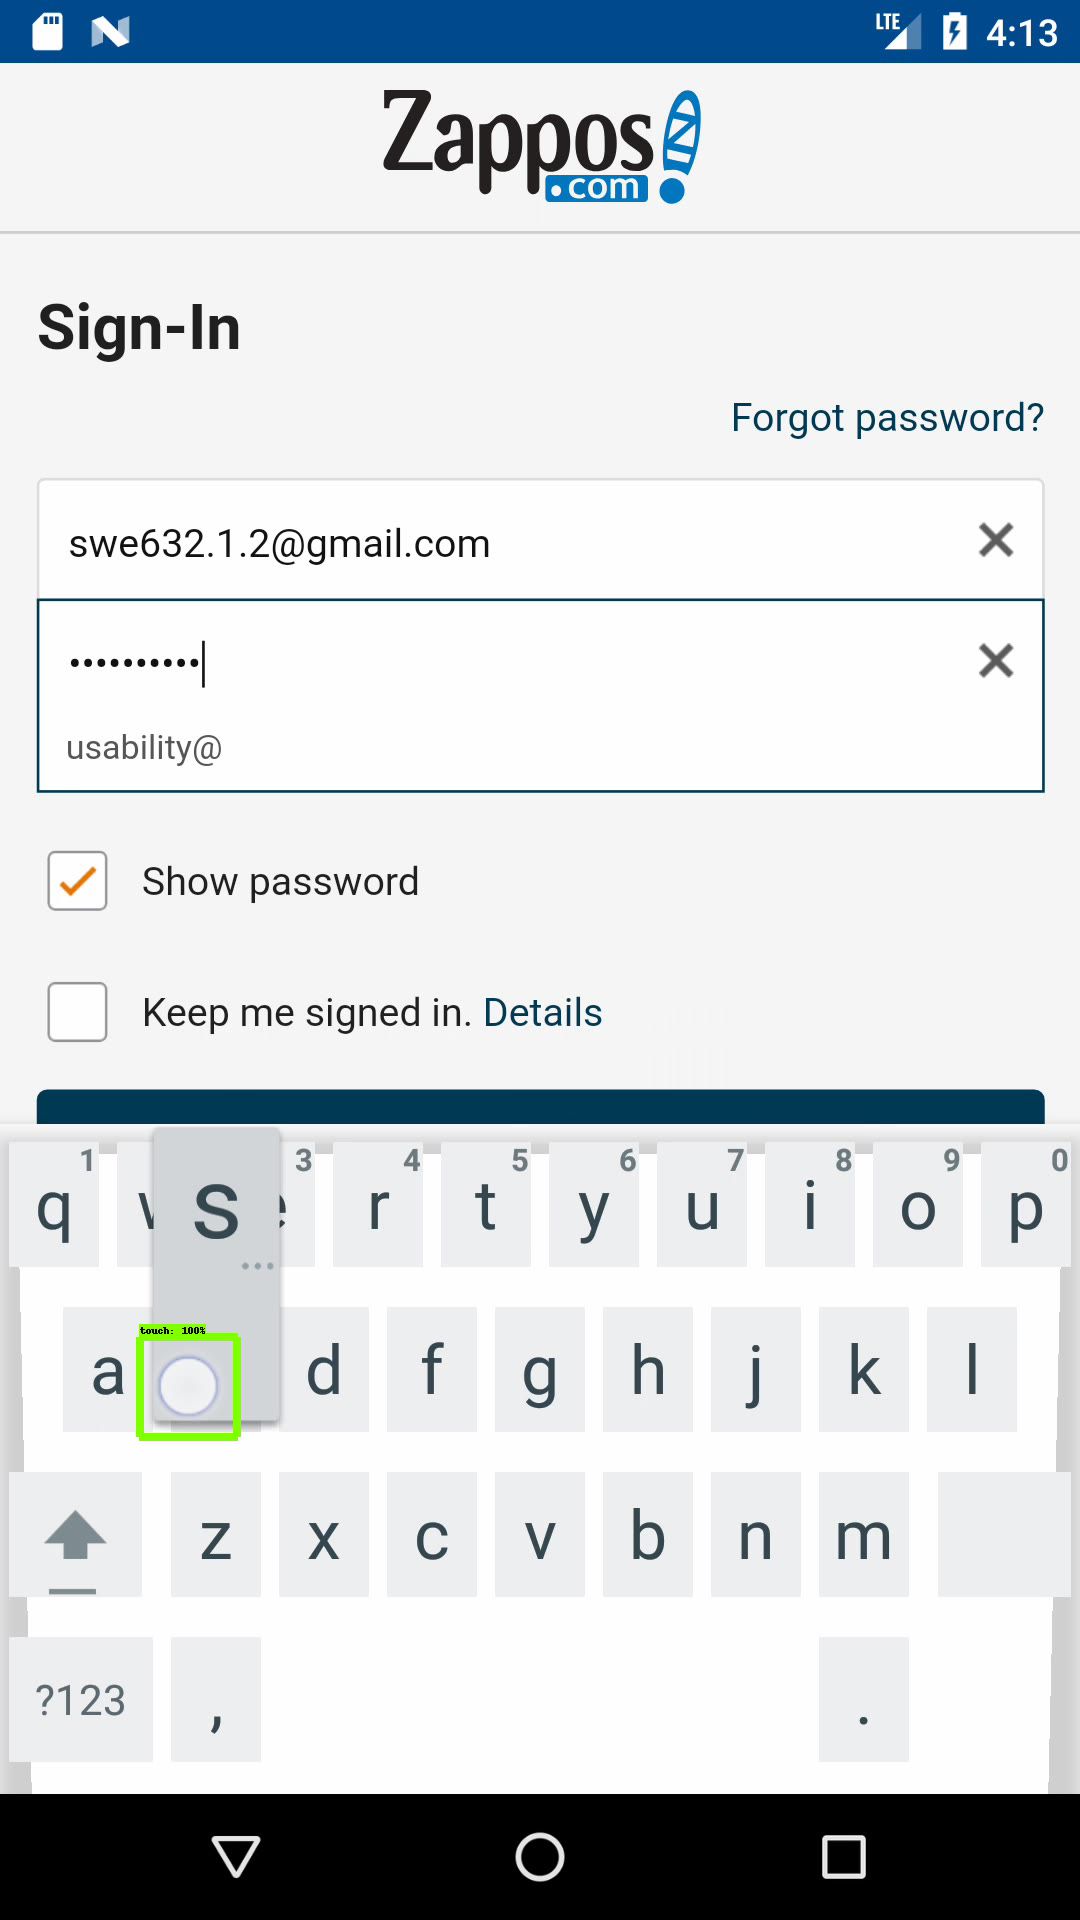 LTE 4:13
Zappos
.com
Sign-In
Forgot password?
swe632.1.2@gmail.com
••••••••••
usability@
Show password
Keep me signed in. Details
1 3 4 5 6 7 8 9 0
q w s e r t y u i o p
touch: 100%
a d f g h j k l
z x c v b n m
?123 , .